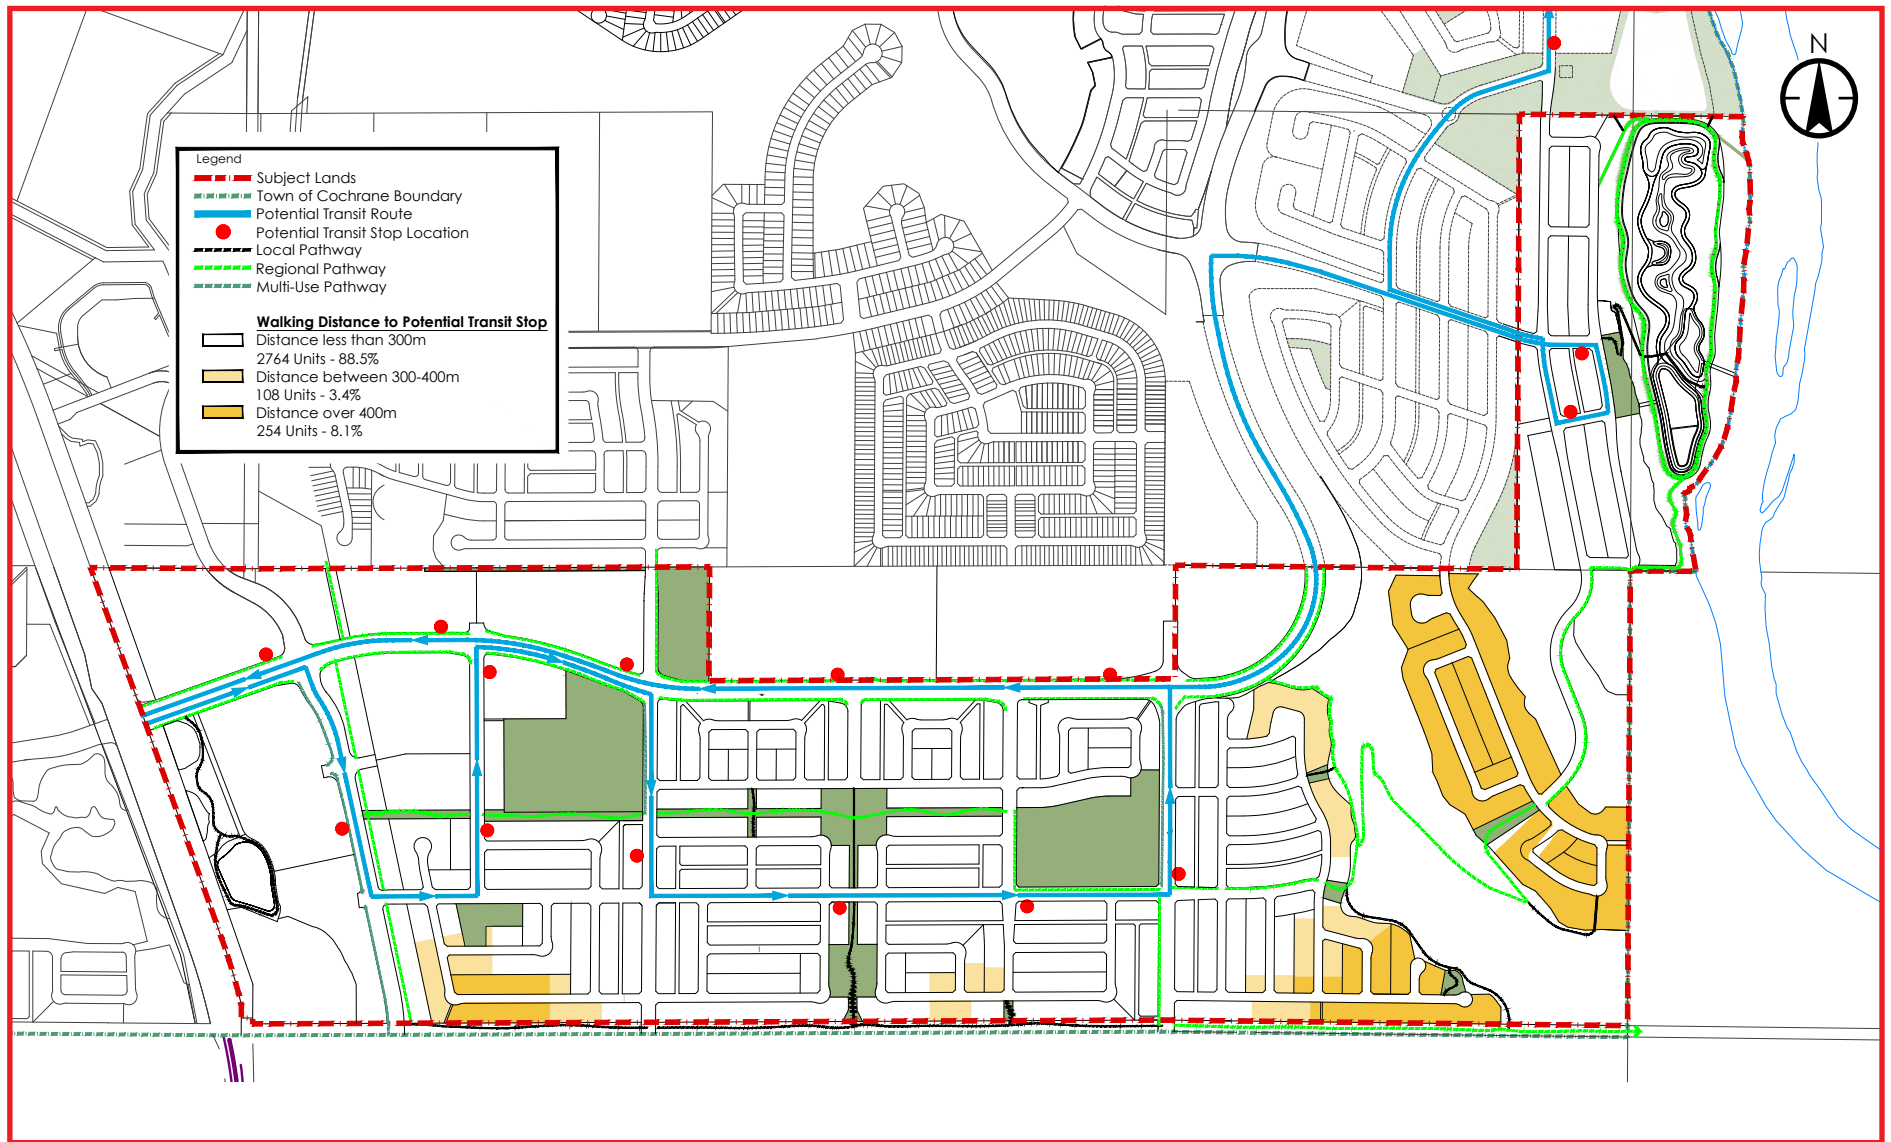 N
Legend
Subject Lands
Town of Cochrane Boundary
Potential Transit Route
Potential Transit Stop Location
Local Pathway
Regional Pathway
Multi-Use Pathway
Walking Distance to Potential Transit Stop
Distance less than 300m
2764 Units - 88.5%
Distance between 300-400m
108 Units - 3.4%
Distance over 400m
254 Units - 8.1%